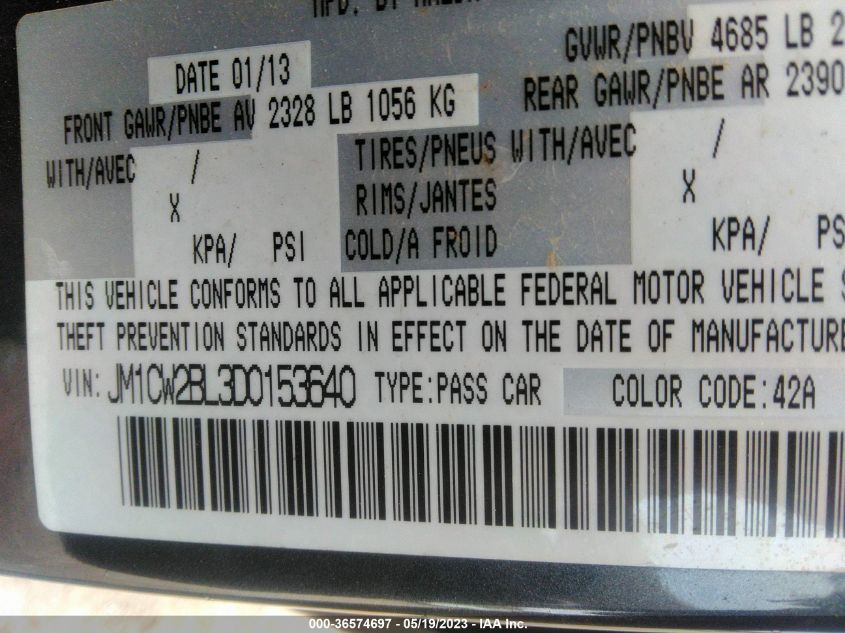 MFD. BY
DATE 01/13
GVWR/PNBV 4685 LB
FRONT GAWR/PNBE AV 2328 LB 1056 KG
REAR GAWR/PNBE AR 2390
WITH/AVEC / TIRES/PNEUS WITH/AVEC /
X RIMS/JANTES X
KPA/ PSI COLD/A FROID KPA/ PS
THIS VEHICLE CONFORMS TO ALL APPLICABLE FEDERAL MOTOR VEHICLE
THEFT PREVENTION STANDARDS IN EFFECT ON THE DATE OF MANUFACTURE
VIN: JM1CW2BL3D0153640 TYPE:PASS CAR COLOR CODE:42A
000-36574697 - 05/19/2023 - IAA Inc.